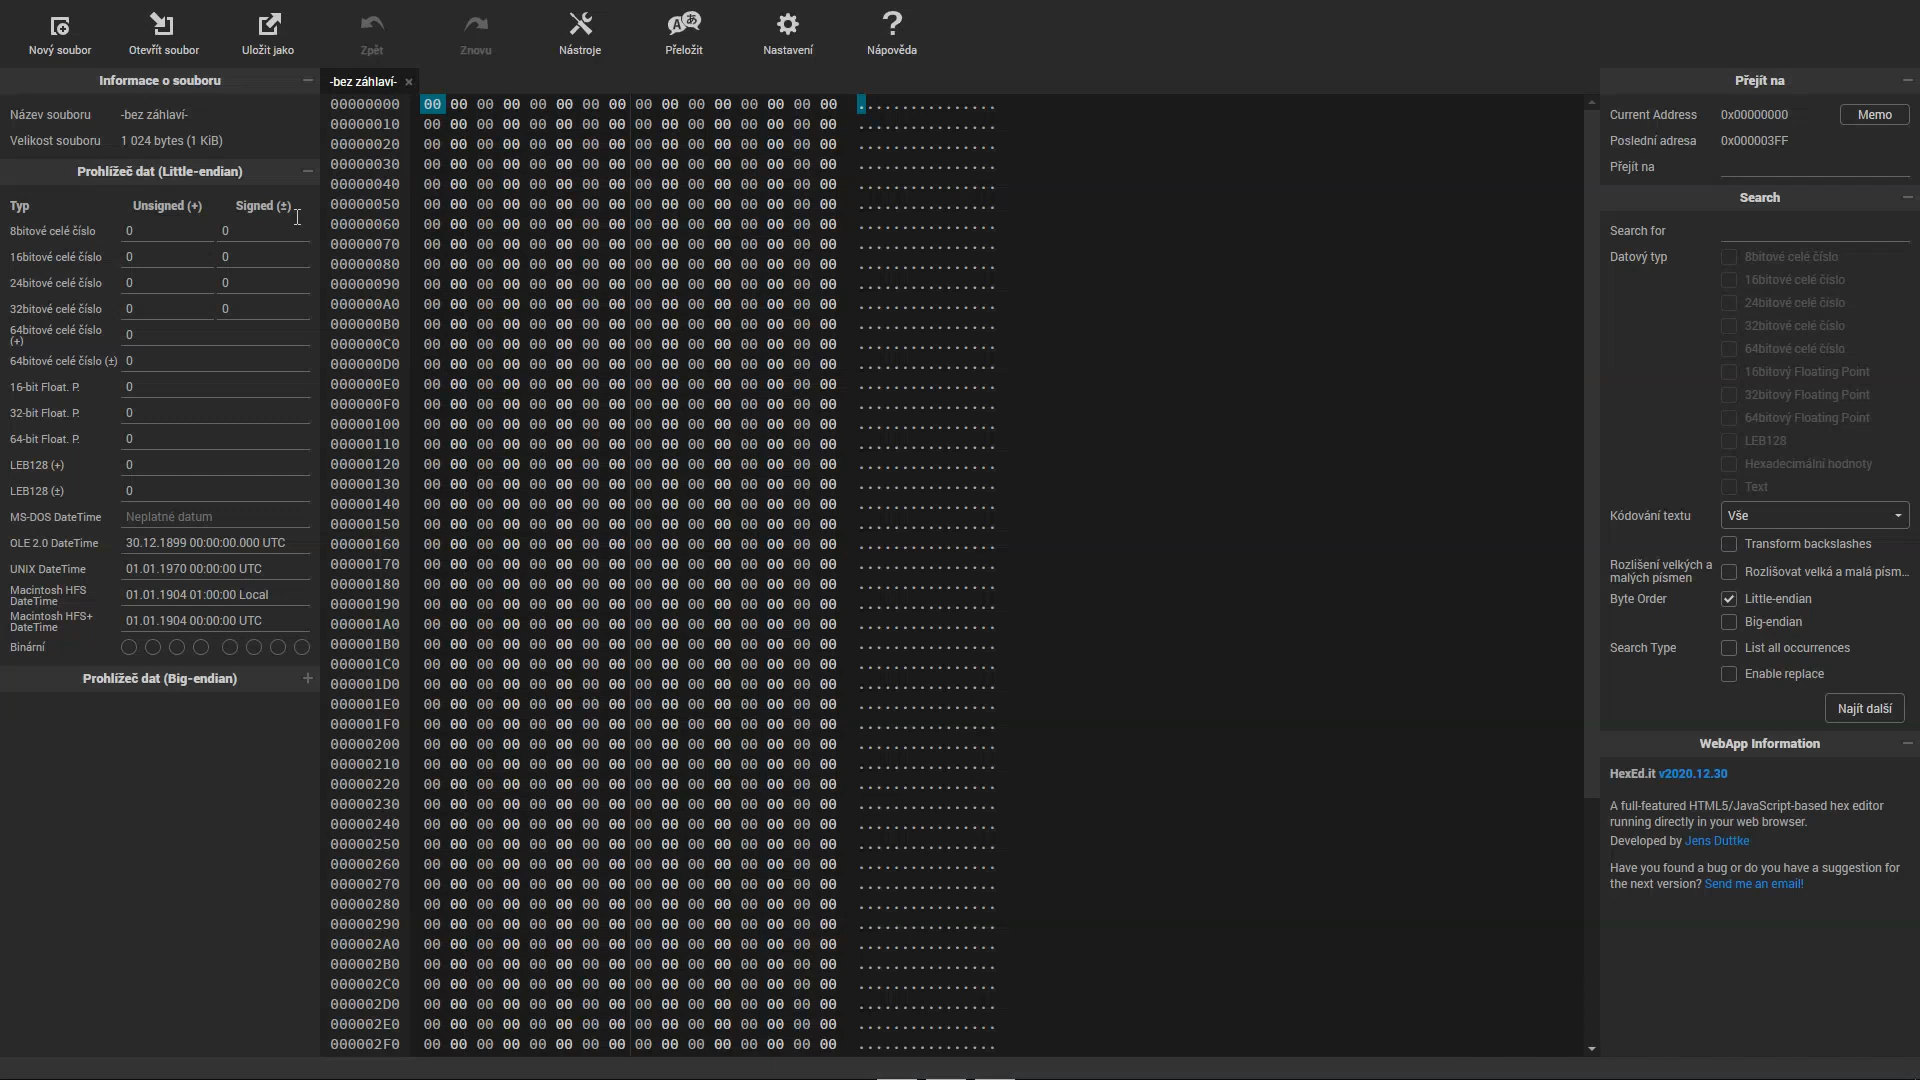 Nový soubor Otevřít soubor Uložit jako Zpět Znovu Nástroje Přeložit Nastavení Nápověda
Informace o souboru
Název souboru -bez záhlaví-
Velikost souboru 1 024 bytes (1 KiB)
Prohlížeč dat (Little-endian)
Typ Unsigned (+) Signed (±)
8bitové celé číslo 0 0
16bitové celé číslo 0 0
24bitové celé číslo 0 0
32bitové celé číslo 0 0
64bitové celé číslo
(+) 0
64bitové celé číslo (±) 0
16-bit Float. P. 0
32-bit Float. P. 0
64-bit Float. P. 0
LEB128 (+) 0
LEB128 (±) 0
MS-DOS DateTime Neplatné datum
OLE 2.0 DateTime 30.12.1899 00:00:00.000 UTC
UNIX DateTime 01.01.1970 00:00:00 UTC
Macintosh HFS
DateTime 01.01.1904 01:00:00 Local
Macintosh HFS+
DateTime 01.01.1904 00:00:00 UTC
Binární
Prohlížeč dat (Big-endian)
-bez záhlaví- ×
00000000 00 00 00 00 00 00 00 00 00 00 00 00 00 00 00 00 ................
00000010 00 00 00 00 00 00 00 00 00 00 00 00 00 00 00 00 ................
00000020 00 00 00 00 00 00 00 00 00 00 00 00 00 00 00 00 ................
00000030 00 00 00 00 00 00 00 00 00 00 00 00 00 00 00 00 ................
00000040 00 00 00 00 00 00 00 00 00 00 00 00 00 00 00 00 ................
00000050 00 00 00 00 00 00 00 00 00 00 00 00 00 00 00 00 ................
00000060 00 00 00 00 00 00 00 00 00 00 00 00 00 00 00 00 ................
00000070 00 00 00 00 00 00 00 00 00 00 00 00 00 00 00 00 ................
00000080 00 00 00 00 00 00 00 00 00 00 00 00 00 00 00 00 ................
00000090 00 00 00 00 00 00 00 00 00 00 00 00 00 00 00 00 ................
000000A0 00 00 00 00 00 00 00 00 00 00 00 00 00 00 00 00 ................
000000B0 00 00 00 00 00 00 00 00 00 00 00 00 00 00 00 00 ................
000000C0 00 00 00 00 00 00 00 00 00 00 00 00 00 00 00 00 ................
000000D0 00 00 00 00 00 00 00 00 00 00 00 00 00 00 00 00 ................
000000E0 00 00 00 00 00 00 00 00 00 00 00 00 00 00 00 00 ................
000000F0 00 00 00 00 00 00 00 00 00 00 00 00 00 00 00 00 ................
00000100 00 00 00 00 00 00 00 00 00 00 00 00 00 00 00 00 ................
00000110 00 00 00 00 00 00 00 00 00 00 00 00 00 00 00 00 ................
00000120 00 00 00 00 00 00 00 00 00 00 00 00 00 00 00 00 ................
00000130 00 00 00 00 00 00 00 00 00 00 00 00 00 00 00 00 ................
00000140 00 00 00 00 00 00 00 00 00 00 00 00 00 00 00 00 ................
00000150 00 00 00 00 00 00 00 00 00 00 00 00 00 00 00 00 ................
00000160 00 00 00 00 00 00 00 00 00 00 00 00 00 00 00 00 ................
00000170 00 00 00 00 00 00 00 00 00 00 00 00 00 00 00 00 ................
00000180 00 00 00 00 00 00 00 00 00 00 00 00 00 00 00 00 ................
00000190 00 00 00 00 00 00 00 00 00 00 00 00 00 00 00 00 ................
000001A0 00 00 00 00 00 00 00 00 00 00 00 00 00 00 00 00 ................
000001B0 00 00 00 00 00 00 00 00 00 00 00 00 00 00 00 00 ................
000001C0 00 00 00 00 00 00 00 00 00 00 00 00 00 00 00 00 ................
000001D0 00 00 00 00 00 00 00 00 00 00 00 00 00 00 00 00 ................
000001E0 00 00 00 00 00 00 00 00 00 00 00 00 00 00 00 00 ................
000001F0 00 00 00 00 00 00 00 00 00 00 00 00 00 00 00 00 ................
00000200 00 00 00 00 00 00 00 00 00 00 00 00 00 00 00 00 ................
00000210 00 00 00 00 00 00 00 00 00 00 00 00 00 00 00 00 ................
00000220 00 00 00 00 00 00 00 00 00 00 00 00 00 00 00 00 ................
00000230 00 00 00 00 00 00 00 00 00 00 00 00 00 00 00 00 ................
00000240 00 00 00 00 00 00 00 00 00 00 00 00 00 00 00 00 ................
00000250 00 00 00 00 00 00 00 00 00 00 00 00 00 00 00 00 ................
00000260 00 00 00 00 00 00 00 00 00 00 00 00 00 00 00 00 ................
00000270 00 00 00 00 00 00 00 00 00 00 00 00 00 00 00 00 ................
00000280 00 00 00 00 00 00 00 00 00 00 00 00 00 00 00 00 ................
00000290 00 00 00 00 00 00 00 00 00 00 00 00 00 00 00 00 ................
000002A0 00 00 00 00 00 00 00 00 00 00 00 00 00 00 00 00 ................
000002B0 00 00 00 00 00 00 00 00 00 00 00 00 00 00 00 00 ................
000002C0 00 00 00 00 00 00 00 00 00 00 00 00 00 00 00 00 ................
000002D0 00 00 00 00 00 00 00 00 00 00 00 00 00 00 00 00 ................
000002E0 00 00 00 00 00 00 00 00 00 00 00 00 00 00 00 00 ................
000002F0 00 00 00 00 00 00 00 00 00 00 00 00 00 00 00 00 ................
Přejít na
Current Address 0x00000000 Memo
Poslední adresa 0x000003FF
Přejít na
Search
Search for
Datový typ 8bitové celé číslo
16bitové celé číslo
24bitové celé číslo
32bitové celé číslo
64bitové celé číslo
16bitový Floating Point
32bitový Floating Point
64bitový Floating Point
LEB128
Hexadecimální hodnoty
Text
Kódování textu Vše
Transform backslashes
Rozlišení velkých a
malých písmen Rozlišovat velká a malá písm...
Byte Order Little-endian
Big-endian
Search Type List all occurrences
Enable replace
Najít další
WebApp Information
HexEd.it v2020.12.30
A full-featured HTML5/JavaScript-based hex editor
running directly in your web browser.
Developed by Jens Duttke
Have you found a bug or do you have a suggestion for
the next version? Send me an email!